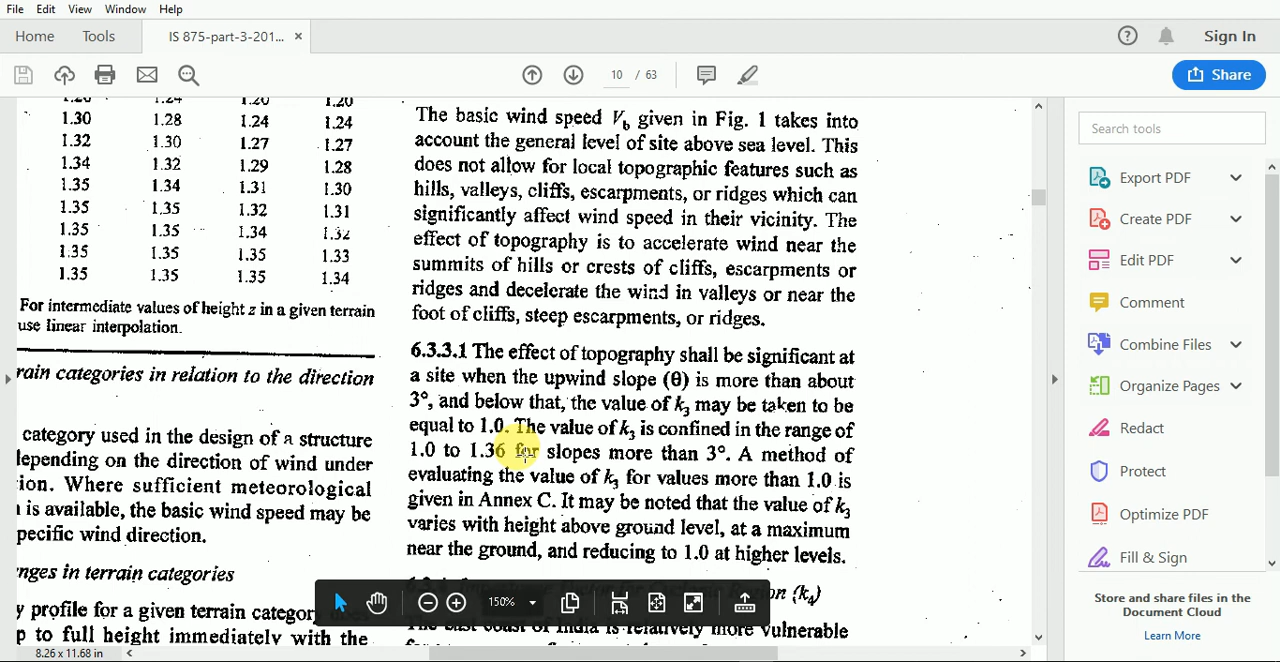 File Edit View Window Help
Home Tools IS 875-part-3-201... ×
? Sign In
10 / 63
Share
1.30 1.28 1.24 1.24
1.32 1.30 1.27 1.27
1.34 1.32 1.29 1.28
1.35 1.34 1.31 1.30
1.35 1.35 1.32 1.31
1.35 1.35 1.34 1.32
1.35 1.35 1.35 1.33
1.35 1.35 1.35 1.34
For intermediate values of height z in a given terrain
use linear interpolation.
rain categories in relation to the direction
category used in the design of a structure
lepending on the direction of wind under
ion. Where sufficient meteorological
is available, the basic wind speed may be
pecific wind direction.
nges in terrain categories
y profile for a given terrain category
p to full height immediately with the
The basic wind speed Vb given in Fig. 1 takes into
account the general level of site above sea level. This
does not allow for local topographic features such as
hills, valleys, cliffs, escarpments, or ridges which can
significantly affect wind speed in their vicinity. The
effect of topography is to accelerate wind near the
summits of hills or crests of cliffs, escarpments or
ridges and decelerate the wind in valleys or near the
foot of cliffs, steep escarpments, or ridges.
6.3.3.1 The effect of topography shall be significant at
a site when the upwind slope (θ) is more than about
3°, and below that, the value of k3 may be taken to be
equal to 1.0. The value of k3 is confined in the range of
1.0 to 1.36 for slopes more than 3°. A method of
evaluating the value of k3 for values more than 1.0 is
given in Annex C. It may be noted that the value of k3
varies with height above ground level, at a maximum
near the ground, and reducing to 1.0 at higher levels.
on (k4)
The east coast of India is relatively more vulnerable
150%
8.26 x 11.68 in
Search tools
Export PDF
Create PDF
Edit PDF
Comment
Combine Files
Organize Pages
Redact
Protect
Optimize PDF
Fill & Sign
Store and share files in the
Document Cloud
Learn More